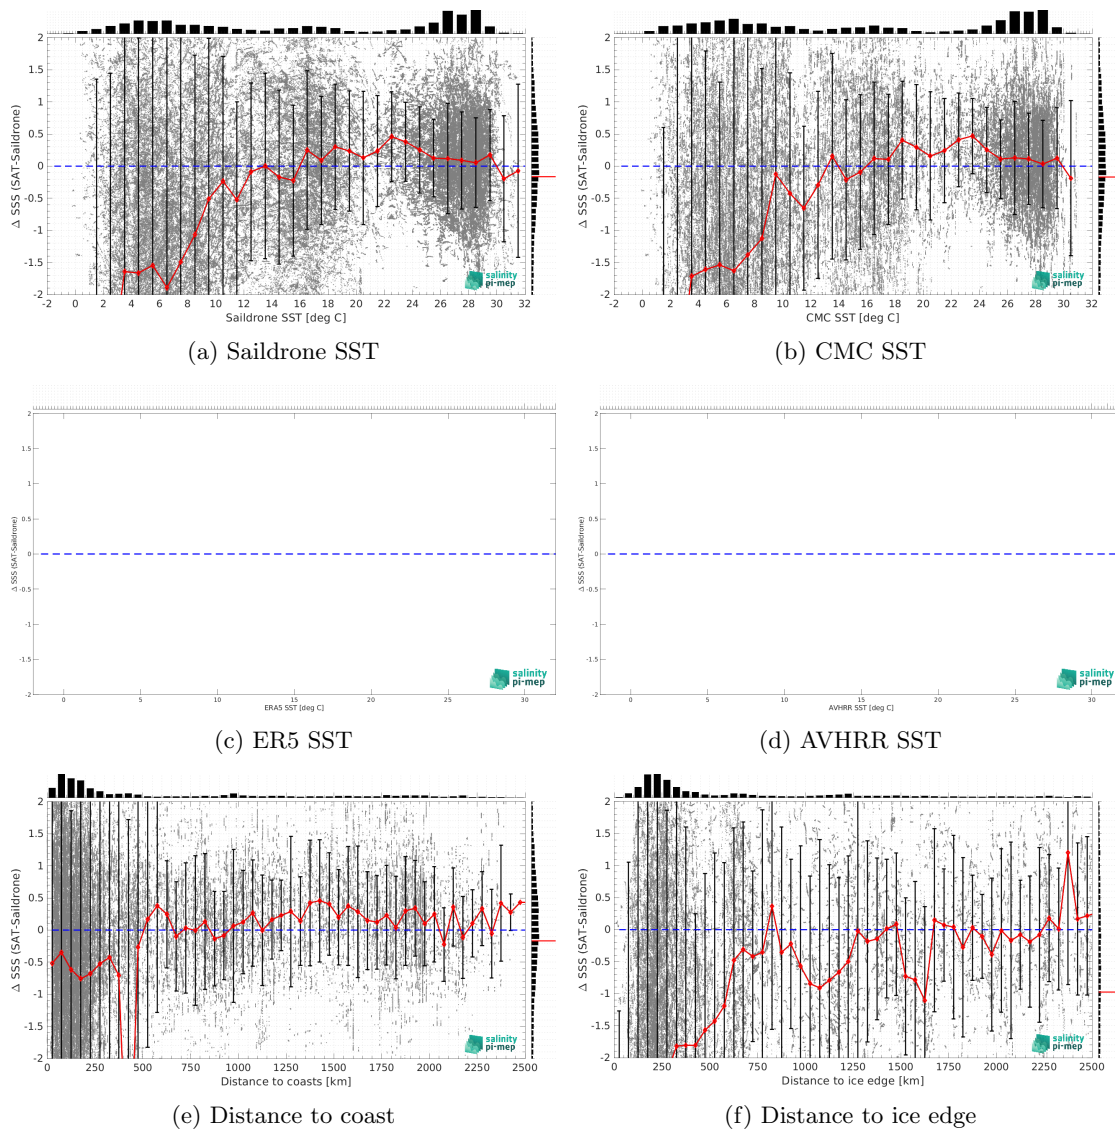 2
1.5
1
0.5
0
-0.5
-1
-1.5
-2
Δ SSS (SAT-Saildrone)
-2 0 2 4 6 8 10 12 14 16 18 20 22 24 26 28 30 32
Saildrone SST [deg C]
salinity
pi-mep
(a) Saildrone SST
2
1.5
1
0.5
0
-0.5
-1
-1.5
-2
Δ SSS (SAT-Saildrone)
-2 0 2 4 6 8 10 12 14 16 18 20 22 24 26 28 30 32
CMC SST [deg C]
salinity
pi-mep
(b) CMC SST
2
1.5
1
0.5
0
-0.5
-1
-1.5
-2
Δ SSS (SAT-Saildrone)
0 5 10 15 20 25 30
ERA5 SST [deg C]
salinity
pi-mep
(c) ER5 SST
2
1.5
1
0.5
0
-0.5
-1
-1.5
-2
Δ SSS (SAT-Saildrone)
0 5 10 15 20 25 30
AVHRR SST [deg C]
salinity
pi-mep
(d) AVHRR SST
2
1.5
1
0.5
0
-0.5
-1
-1.5
-2
Δ SSS (SAT-Saildrone)
0 250 500 750 1000 1250 1500 1750 2000 2250 2500
Distance to coasts [km]
salinity
pi-mep
(e) Distance to coast
2
1.5
1
0.5
0
-0.5
-1
-1.5
-2
Δ SSS (SAT-Saildrone)
0 250 500 750 1000 1250 1500 1750 2000 2250 2500
Distance to ice edge [km]
salinity
pi-mep
(f) Distance to ice edge